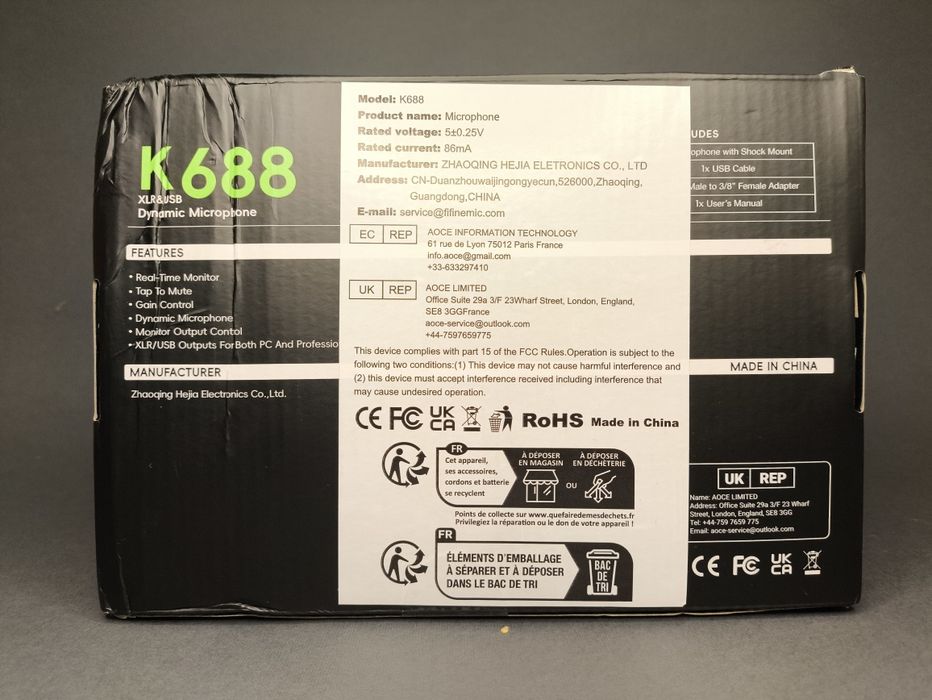 K688
XLR&USB
Dynamic Microphone
FEATURES
• Real-Time Monitor
• Tap To Mute
• Gain Control
• Dynamic Microphone
• Monitor Output Control
• XLR/USB Outputs For Both PC And
MANUFACTURER
Zhaoqing Hejia Electronics Co.,Ltd.
Model: K688
Product name: Microphone
Rated voltage: 5±0.25V
Rated current: 86mA
Manufacturer: ZHAOQING HEJIA ELETRONICS CO., LTD
Address: CN-Duanzhouwaijingongyecun,526000,Zhaoqing,
Guangdong,CHINA
E-mail: service@fifinemic.com
EC REP
AOCE INFORMATION TECHNOLOGY
61 rue de Lyon 75012 Paris France
info.aoce@gmail.com
+33-633297410
UK REP
AOCE LIMITED
Office Suite 29a 3/F 23Wharf Street, London, England,
SE8 3GGFrance
aoce-service@outlook.com
+44-7597659775
This device complies with part 15 of the FCC Rules.Operation is subject to the
following two conditions:(1) This device may not cause harmful interference and
(2) this device must accept interference received including interference that
may cause undesired operation.
CE FC UK CA RoHS Made in China
FR
Cet appareil,
ses accessoires,
cordons et batterie
se recyclent
À DÉPOSER
EN MAGASIN
OU
À DÉPOSER
EN DÉCHÈTERIE
Points de collecte sur www.quefairedemesdechets.fr
Privilegiez la réparation ou le don de votre appareil !
FR
ÉLÉMENTS D'EMBALLAGE
À SÉPARER ET À DÉPOSER
DANS LE BAC DE TRI
BAC
DE
TRI
with Shock Mount
1x USB Cable
Male to 3/8" Female Adapter
1x User's Manual
MADE IN CHINA
UK REP
Name: AOCE LIMITED
Address: Office Suite 29a 3/F 23 Wharf
Street, London, England, SE8 3GG
Tel: +44-759 7659 775
Email: aoce-service@outlook.com
CE FC UK CA